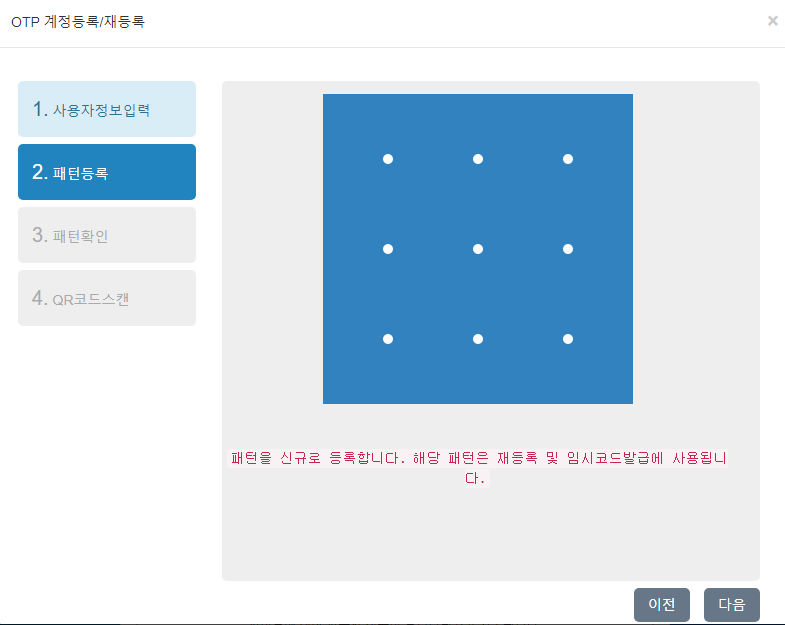 OTP 계정등록/재등록
×
1. 사용자정보입력
2. 패턴등록
3. 패턴확인
4. QR코드스캔
패턴을 신규로 등록합니다. 해당 패턴은 재등록 및 임시코드발급에 사용됩니
다.
이전
다음